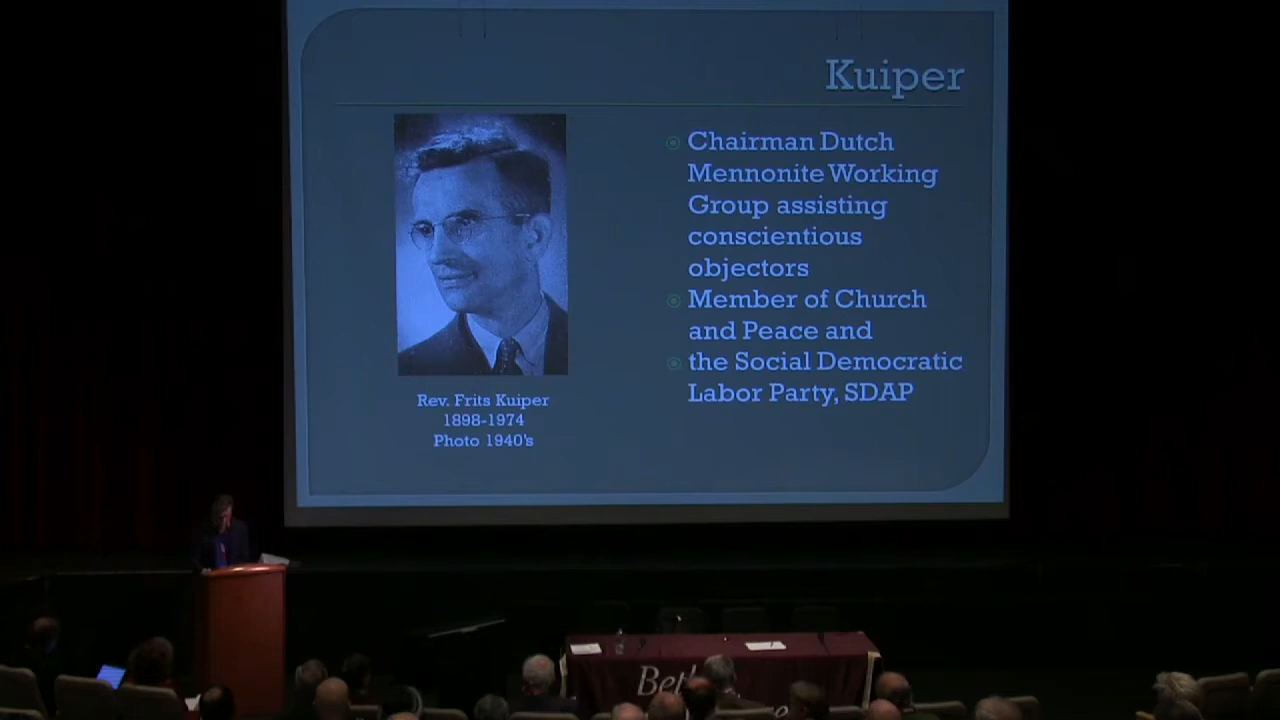 Kuiper
Chairman Dutch
Mennonite Working
Group assisting
conscientious
objectors
Member of Church
and Peace and
the Social Democratic
Labor Party, SDAP
Rev. Frits Kuiper
1898-1974
Photo 1940's